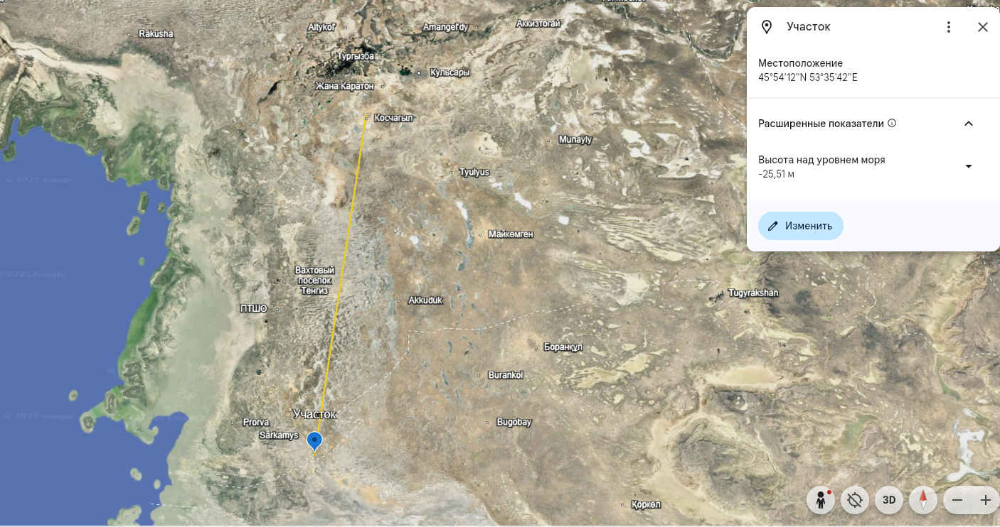 Rakusha
Altykol'
Amangel'dy
Аккизтогай
Тургызба
Кульсары
Жана Каратон
Косчагыл
Munayly
Tyulyus
© 2025 Google
Майкөмген
2025 Google
Вахтовый
поселок
Тенгиз
Akkuduk
Tugyrakshan
ПТШО
Боранкул
Burankol
© 2025 Google
Участок
Prorva
Sarkamys
Bugobay
Қоркөл
Участок
Местоположение
45°54'12"N 53°35'42"E
Расширенные показатели
Высота над уровнем моря
-25,51 м
Изменить
3D